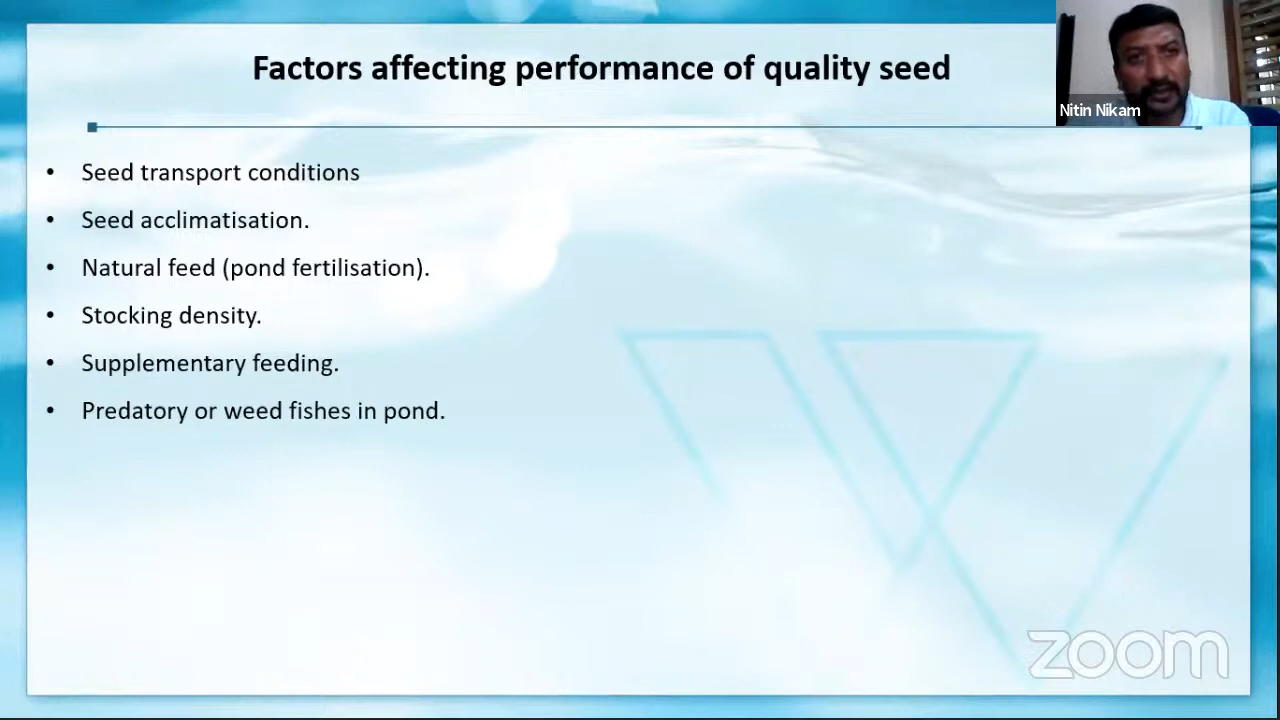 Factors affecting performance of quality seed
Nitin Nikam
• Seed transport conditions
• Seed acclimatisation.
• Natural feed (pond fertilisation).
• Stocking density.
• Supplementary feeding.
• Predatory or weed fishes in pond.
zoom